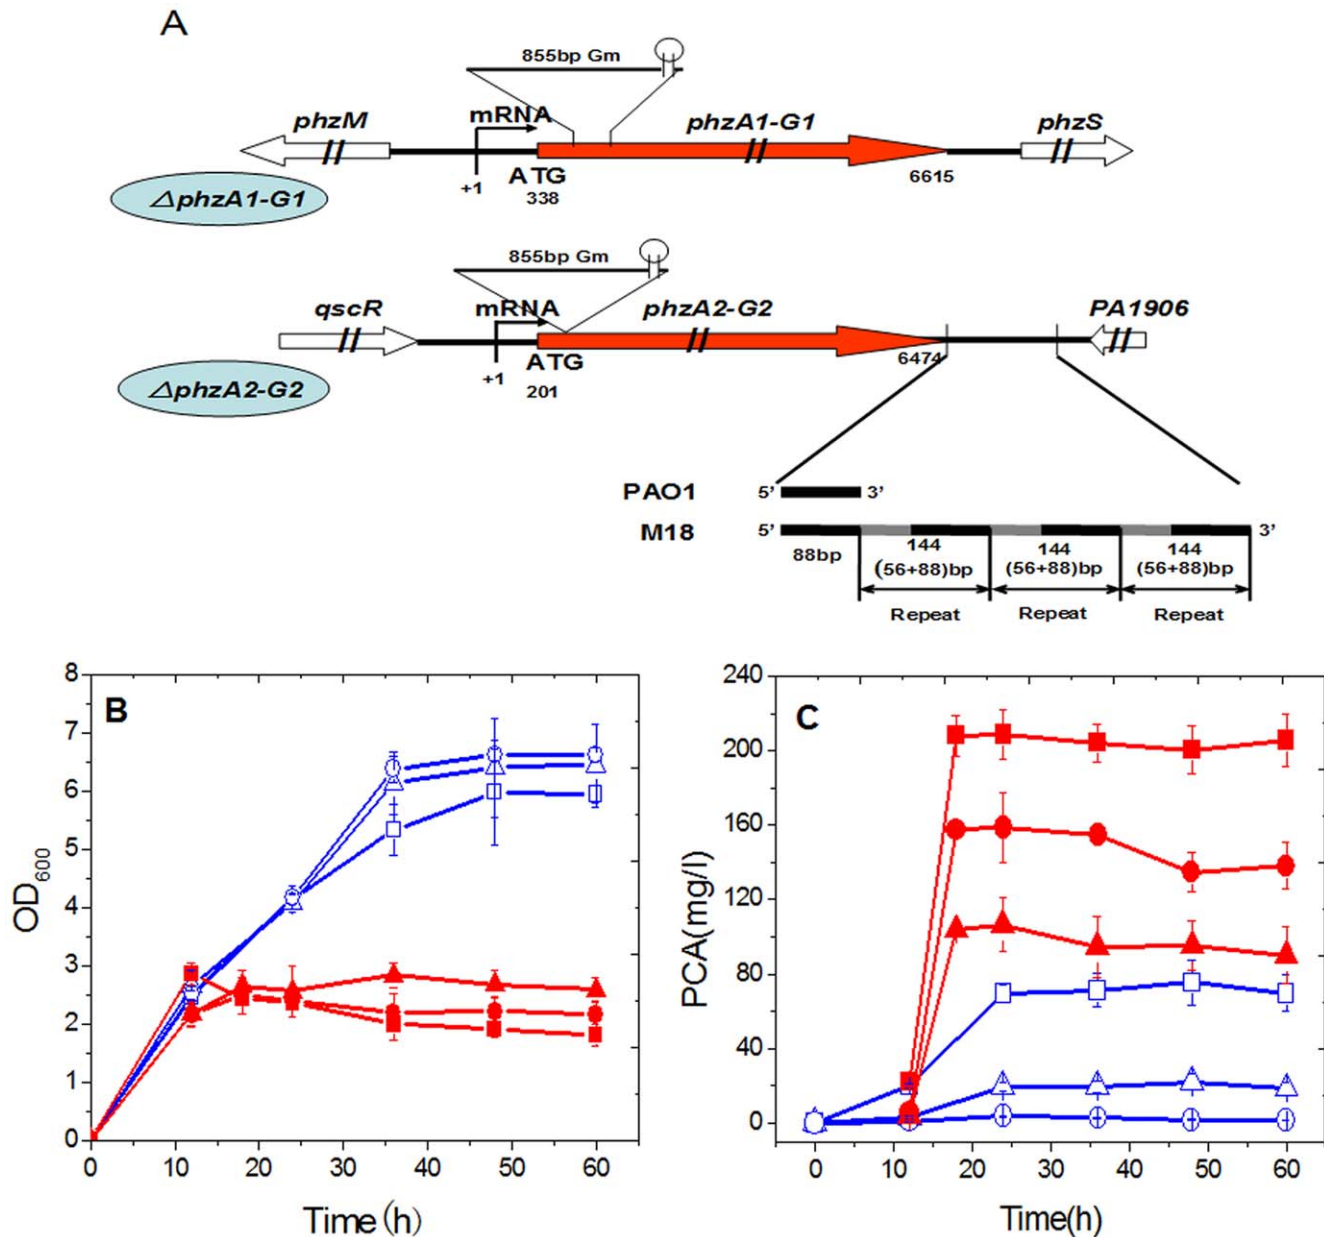 A
855bp Gm
phzM
mRNA
phzA1-G1
phzS
+1
ATG
338
6615
△phzA1-G1
855bp Gm
qscR
mRNA
phzA2-G2
PA1906
+1
ATG
201
6474
△phzA2-G2
PAO1
5’
3’
M18
5’
3’
88bp
144
(56+88)bp
144
(56+88)bp
144
(56+88)bp
Repeat
Repeat
Repeat
B
8
7
6
5
4
3
2
1
0
OD600
0
10
20
30
40
50
60
Time(h)
C
240
200
160
120
80
40
0
PCA(mg/l)
0
10
20
30
40
50
60
Time(h)